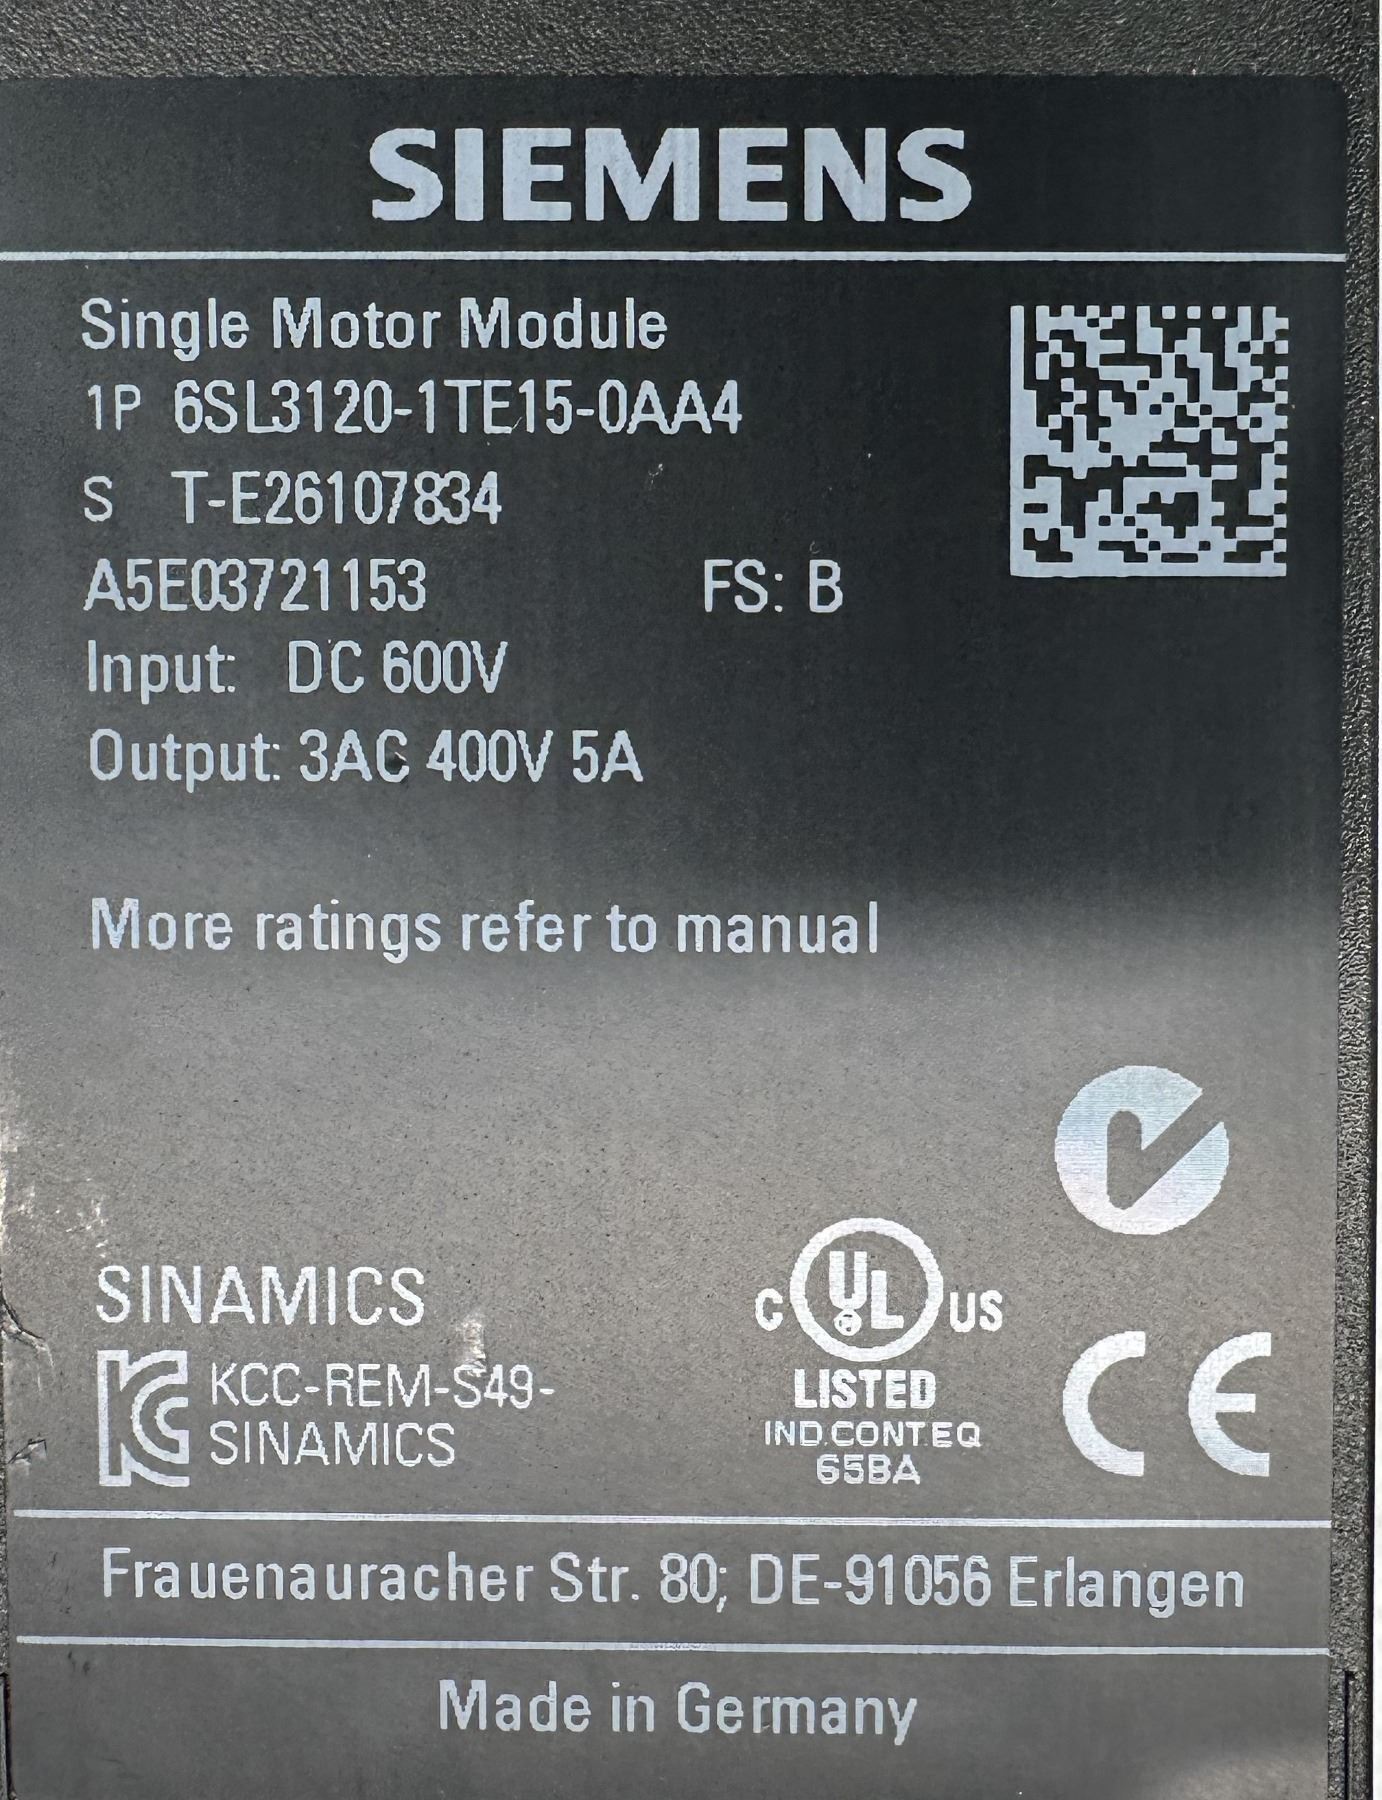 SIEMENS
Single Motor Module
1P 6SL3120-1TE15-0AA4
S T-E26107834
A5E03721153 FS: B
Input: DC 600V
Output: 3AC 400V 5A
More ratings refer to manual
SINAMICS
KCC-REM-S49-
SINAMICS
C UL US
LISTED
IND.CONT.EQ
65BA
CE
Frauenauracher Str. 80; DE-91056 Erlangen
Made in Germany